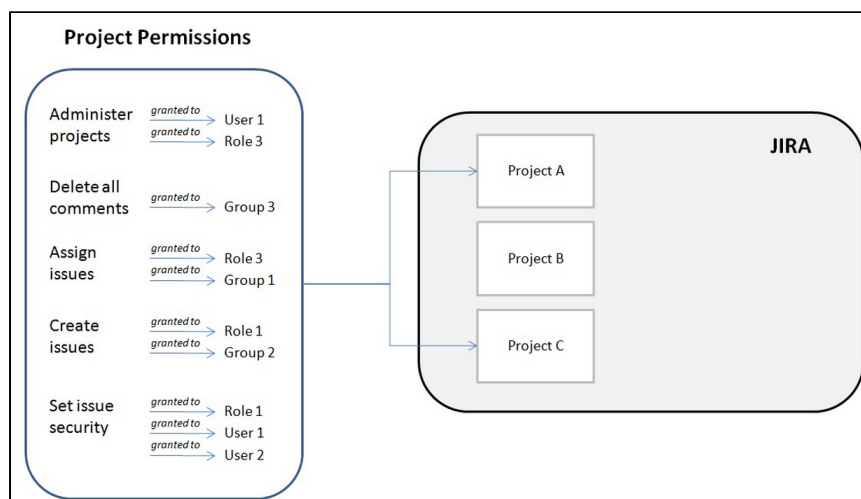 Project Permissions
Administer
projects
granted to
User 1
granted to
Role 3
Delete all
comments
granted to
Group 3
Assign
issues
granted to
Role 3
granted to
Group 1
Create
issues
granted to
Role 1
granted to
Group 2
Set issue
security
granted to
Role 1
granted to
User 1
granted to
User 2
JIRA
Project A
Project B
Project C